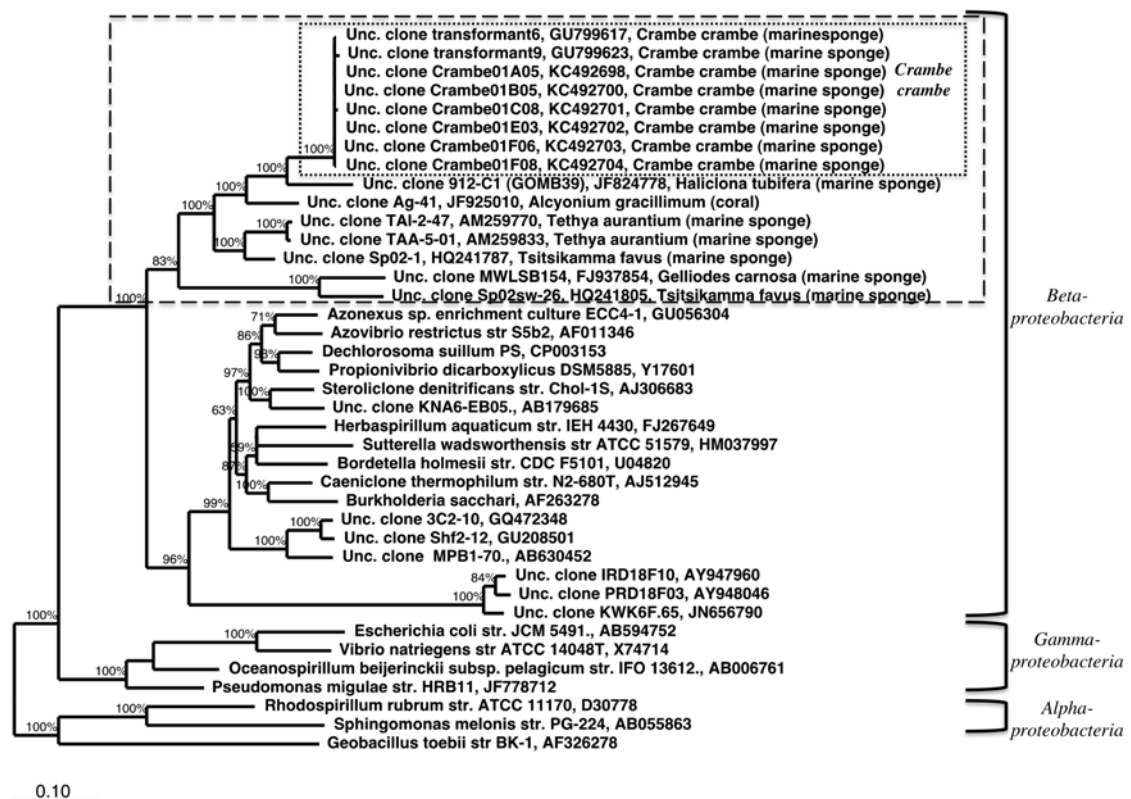 Unc. clone transformant6, GU799617, Crambe crambe (marinesponge)
Unc. clone transformant9, GU799623, Crambe crambe (marine sponge)
Unc. clone Crambe01A05, KC492698, Crambe crambe (marine sponge)
Crambe
crambe
Unc. clone Crambe01B05, KC492700, Crambe crambe (marine sponge)
Unc. clone Crambe01C08, KC492701, Crambe crambe (marine sponge)
Unc. clone Crambe01E03, KC492702, Crambe crambe (marine sponge)
Unc. clone Crambe01F06, KC492703, Crambe crambe (marine sponge)
100%
Unc. clone Crambe01F08, KC492704, Crambe crambe (marine sponge)
100%
Unc. clone 912-C1 (GOMB39), JF824778, Haliclona tubifera (marine sponge)
100%
Unc. clone Ag-41, JF925010, Alcyonium gracillimum (coral)
100%
Unc. clone TAI-2-47, AM259770, Tethya aurantium (marine sponge)
100%
Unc. clone TAA-5-01, AM259833, Tethya aurantium (marine sponge)
100%
Unc. clone Sp02-1, HQ241787, Tsitsikamma favus (marine sponge)
83%
Unc. clone MWLSB154, FJ937854, Gelliodes carnosa (marine sponge)
100%
Unc. clone Sp02sw-26, HQ241805, Tsitsikamma favus (marine sponge)
100%
Beta-
proteobacteria
Azonexus sp. enrichment culture ECC4-1, GU056304
71%
Azovibrio restrictus str S5b2, AF011346
86%
Dechlorosoma suillum PS, CP003153
93%
Propionivibrio dicarboxylicus DSM5885, Y17601
97%
Steroliclone denitrificans str. Chol-1S, AJ306683
100%
Unc. clone KNA6-EB05., AB179685
63%
Herbaspirillum aquaticum str. IEH 4430, FJ267649
Sutterella wadsworthensis str ATCC 51579, HM037997
59%
Bordetella holmesii str. CDC F5101, U04820
87%
Caeniclone thermophilum str. N2-680T, AJ512945
100%
Burkholderia sacchari, AF263278
99%
Unc. clone 3C2-10, GQ472348
100%
Unc. clone Shf2-12, GU208501
100%
Unc. clone MPB1-70., AB630452
96%
Unc. clone IRD18F10, AY947960
84%
Unc. clone PRD18F03, AY948046
100%
Unc. clone KWK6F.65, JN656790
100%
Escherichia coli str. JCM 5491., AB594752
100%
Vibrio natriegens str ATCC 14048T, X74714
Gamma-
proteobacteria
Oceanospirillum beijerinckii subsp. pelagicum str. IFO 13612., AB006761
100%
Pseudomonas migulae str. HRB11, JF778712
Rhodospirillum rubrum str. ATCC 11170, D30778
100%
Alpha-
proteobacteria
Sphingomonas melonis str. PG-224, AB055863
100%
Geobacillus toebii str BK-1, AF326278
0.10